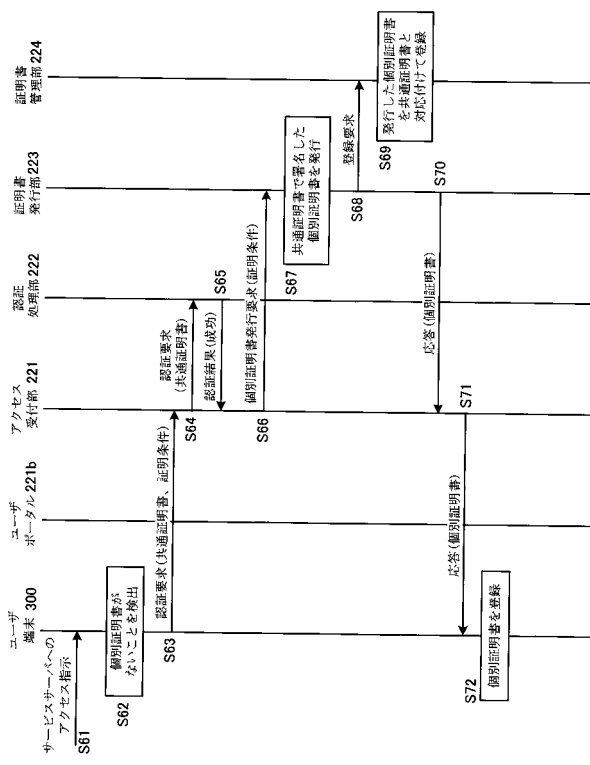 ユーザ
端末 300
ユーザ
ポータル 221b
アクセス
受付部 221
認証
処理部 222
証明書
発行部 223
証明書
管理部 224
サービスサーバへの
アクセス指示
S61
個別証明書が
ないことを検出
S62
認証要求(共通証明書、証明条件)
S63
認証要求
(共通証明書)
S64
認証結果(成功)
S65
個別証明書発行要求(証明条件)
S66
共通証明書で署名した
個別証明書を発行
S67
登録要求
S68
発行した個別証明書
を共通証明書と
対応付けて登録
S69
応答(個別証明書)
S70
応答(個別証明書)
S71
個別証明書を登録
S72